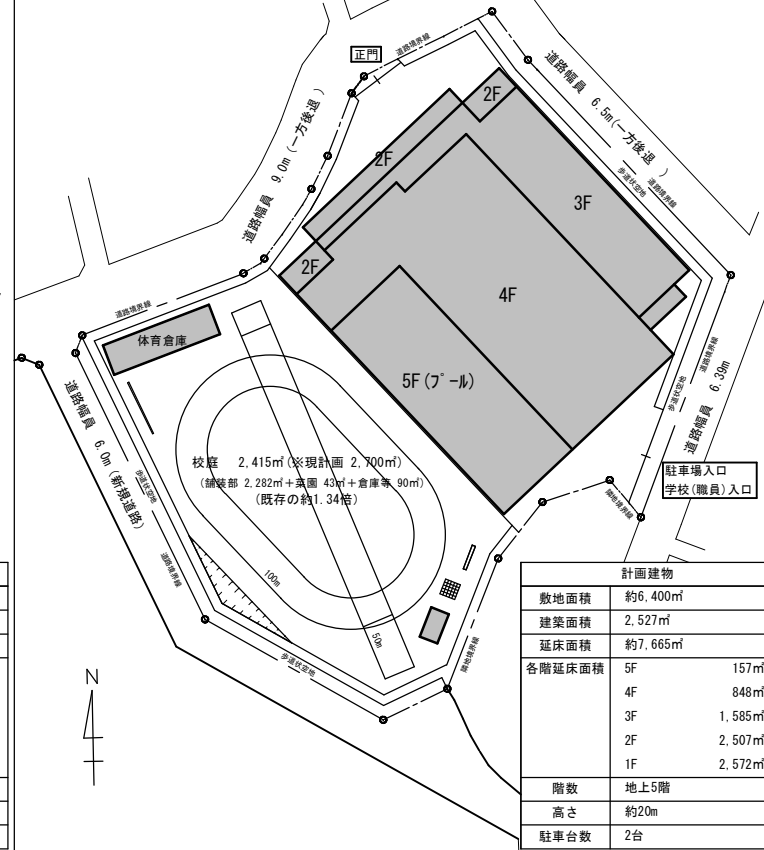 正門
道路境界線
道路幅員 6.5m(一方後退 )
道路幅員 9.0m (一方後退 )
歩道状空地
道路境界線
2F
2F
3F
2F
4F
5F(プール)
道路境界線
体育倉庫
道路境界線
歩道状空地
道路幅員 6.39m
道路幅員 6.0m (新規道路)
歩道状空地
道路境界線
校庭 2,415㎡(※現計画 2,700㎡)
(舗装部 2,282㎡+菜園 43㎡+倉庫等 90㎡)
(既存の約1.34倍)
駐車場入口
学校(職員)入口
隣地境界線
100m
50m
歩道状空地
隣地境界線
N
計画建物
敷地面積 約6,400㎡
建築面積 2,527㎡
延床面積 約7,665㎡
各階延床面積 5F 157㎡
4F 848㎡
3F 1,585㎡
2F 2,507㎡
1F 2,572㎡
階数 地上5階
高さ 約20m
駐車台数 2台